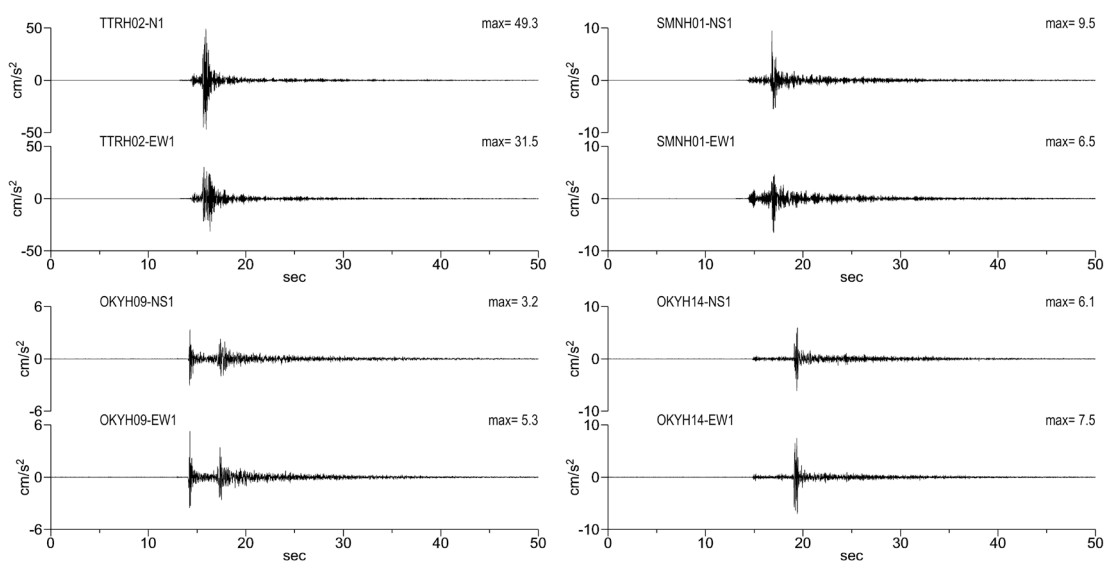 TTRH02-N1 max= 49.3
50
0
-50
cm/s²
TTRH02-EW1 max= 31.5
50
0
-50
cm/s²
0 10 20 30 40 50
sec
SMNH01-NS1 max= 9.5
10
0
-10
cm/s²
SMNH01-EW1 max= 6.5
10
0
-10
cm/s²
0 10 20 30 40 50
sec
OKYH09-NS1 max= 3.2
6
0
-6
cm/s²
OKYH09-EW1 max= 5.3
6
0
-6
cm/s²
0 10 20 30 40 50
sec
OKYH14-NS1 max= 6.1
10
0
-10
cm/s²
OKYH14-EW1 max= 7.5
10
0
-10
cm/s²
0 10 20 30 40 50
sec